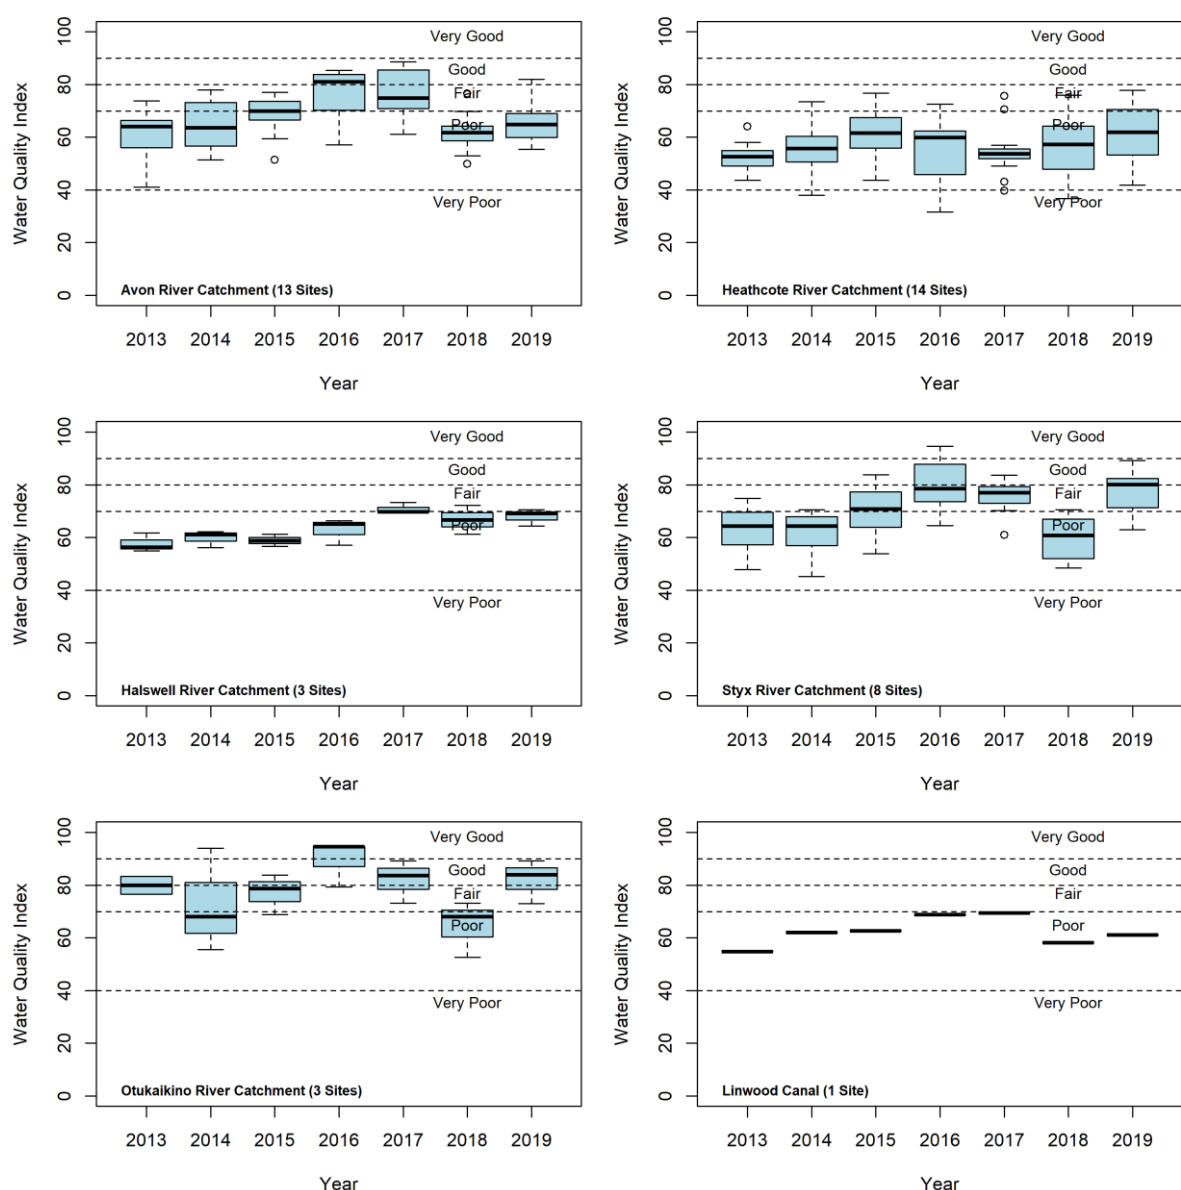 Water Quality Index
100
80
60
40
20
0
Very Good
Good
Fair
Poor
Very Poor
Avon River Catchment (13 Sites)
2013 2014 2015 2016 2017 2018 2019
Year
Water Quality Index
100
80
60
40
20
0
Very Good
Good
Fair
Poor
Very Poor
Heathcote River Catchment (14 Sites)
2013 2014 2015 2016 2017 2018 2019
Year
Water Quality Index
100
80
60
40
20
0
Very Good
Good
Fair
Poor
Very Poor
Halswell River Catchment (3 Sites)
2013 2014 2015 2016 2017 2018 2019
Year
Water Quality Index
100
80
60
40
20
0
Very Good
Good
Fair
Poor
Very Poor
Styx River Catchment (8 Sites)
2013 2014 2015 2016 2017 2018 2019
Year
Water Quality Index
100
80
60
40
20
0
Very Good
Good
Fair
Poor
Very Poor
Otukaikino River Catchment (3 Sites)
2013 2014 2015 2016 2017 2018 2019
Year
Water Quality Index
100
80
60
40
20
0
Very Good
Good
Fair
Poor
Very Poor
Linwood Canal (1 Site)
2013 2014 2015 2016 2017 2018 2019
Year